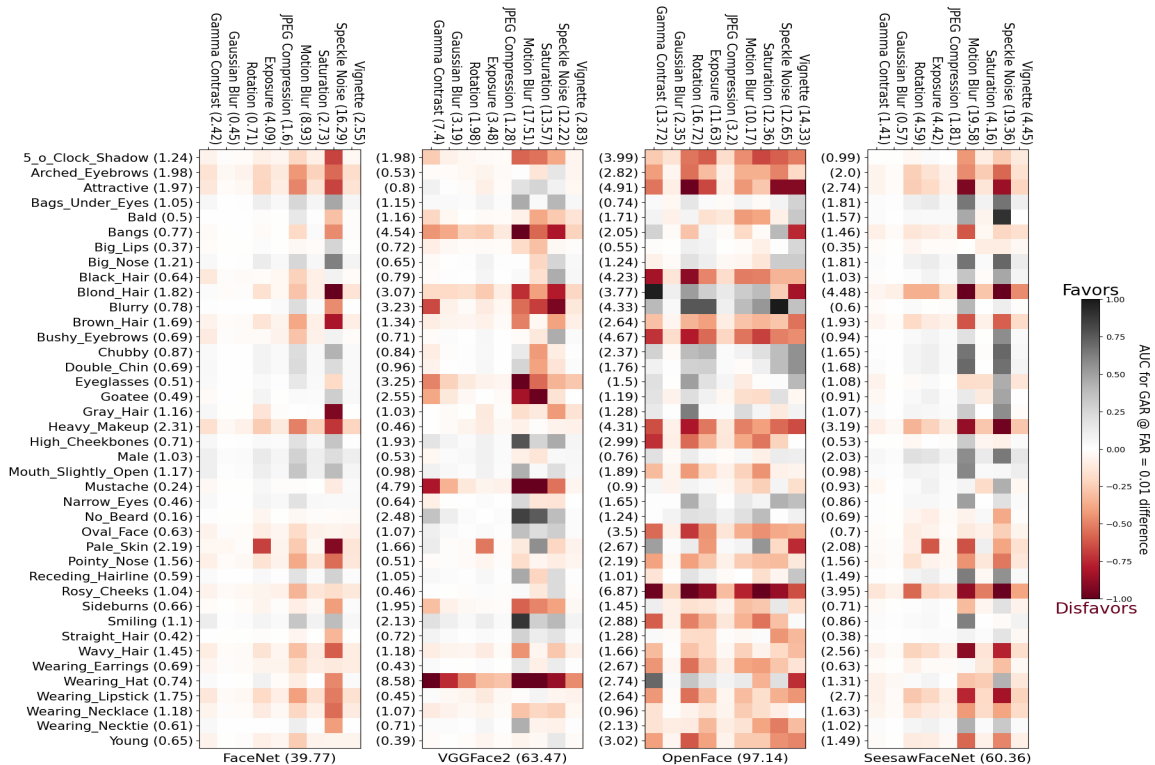 Gamma Contrast (2.42)
Gaussian Blur (0.45)
Rotation (0.71)
Exposure (4.09)
JPEG Compression (1.6)
Motion Blur (8.93)
Saturation (2.73)
Speckle Noise (16.29)
Vignette (2.55)
Gamma Contrast (7.4)
Gaussian Blur (3.19)
Rotation (1.98)
Exposure (3.48)
JPEG Compression (1.28)
Motion Blur (17.51)
Saturation (13.57)
Speckle Noise (12.22)
Vignette (2.83)
Gamma Contrast (13.72)
Gaussian Blur (2.35)
Rotation (16.72)
Exposure (11.63)
JPEG Compression (3.2)
Motion Blur (10.17)
Saturation (12.36)
Speckle Noise (12.65)
Vignette (14.33)
Gamma Contrast (1.41)
Gaussian Blur (0.57)
Rotation (4.59)
Exposure (4.42)
JPEG Compression (1.81)
Motion Blur (19.58)
Saturation (4.16)
Speckle Noise (19.36)
Vignette (4.45)
5_o_Clock_Shadow (1.24) (1.98) (3.99) (0.99)
Arched_Eyebrows (1.98) (0.53) (2.82) (2.0)
Attractive (1.97) (0.8) (4.91) (2.74)
Bags_Under_Eyes (1.05) (1.15) (0.74) (1.81)
Bald (0.5) (1.16) (1.71) (1.57)
Bangs (0.77) (4.54) (2.05) (1.46)
Big_Lips (0.37) (0.72) (0.55) (0.35)
Big_Nose (1.21) (0.65) (1.24) (1.81)
Black_Hair (0.64) (0.79) (4.23) (1.03)
Blond_Hair (1.82) (3.07) (3.77) (4.48)
Blurry (0.78) (3.23) (4.33) (0.6)
Brown_Hair (1.69) (1.34) (2.64) (1.93)
Bushy_Eyebrows (0.69) (0.71) (4.67) (0.94)
Chubby (0.87) (0.84) (2.37) (1.65)
Double_Chin (0.69) (0.96) (1.76) (1.68)
Eyeglasses (0.51) (3.25) (1.5) (1.08)
Goatee (0.49) (2.55) (1.19) (0.91)
Gray_Hair (1.16) (1.03) (1.28) (1.07)
Heavy_Makeup (2.31) (0.46) (4.31) (3.19)
High_Cheekbones (0.71) (1.93) (2.99) (0.53)
Male (1.03) (0.53) (0.76) (2.03)
Mouth_Slightly_Open (1.17) (0.98) (1.89) (0.98)
Mustache (0.24) (4.79) (0.9) (0.93)
Narrow_Eyes (0.46) (0.64) (1.65) (0.86)
No_Beard (0.16) (2.48) (1.24) (0.69)
Oval_Face (0.63) (1.07) (3.5) (0.7)
Pale_Skin (2.19) (1.66) (2.67) (2.08)
Pointy_Nose (1.56) (0.51) (2.19) (1.56)
Receding_Hairline (0.59) (1.05) (1.01) (1.49)
Rosy_Cheeks (1.04) (0.46) (6.87) (3.95)
Sideburns (0.66) (1.95) (1.45) (0.71)
Smiling (1.1) (2.13) (2.88) (0.86)
Straight_Hair (0.42) (0.72) (1.28) (0.38)
Wavy_Hair (1.45) (1.18) (1.66) (2.56)
Wearing_Earrings (0.69) (0.43) (2.67) (0.63)
Wearing_Hat (0.74) (8.58) (2.74) (1.31)
Wearing_Lipstick (1.75) (0.45) (2.64) (2.7)
Wearing_Necklace (1.18) (1.07) (0.96) (1.63)
Wearing_Necktie (0.61) (0.71) (2.13) (1.02)
Young (0.65) (0.39) (3.02) (1.49)
FaceNet (39.77) VGGFace2 (63.47) OpenFace (97.14) SeesawFaceNet (60.36)
Favors
1.00
0.75
0.50
0.25
0.00
−0.25
−0.50
−0.75
−1.00
Disfavors
AUC for GAR @ FAR = 0.01 difference